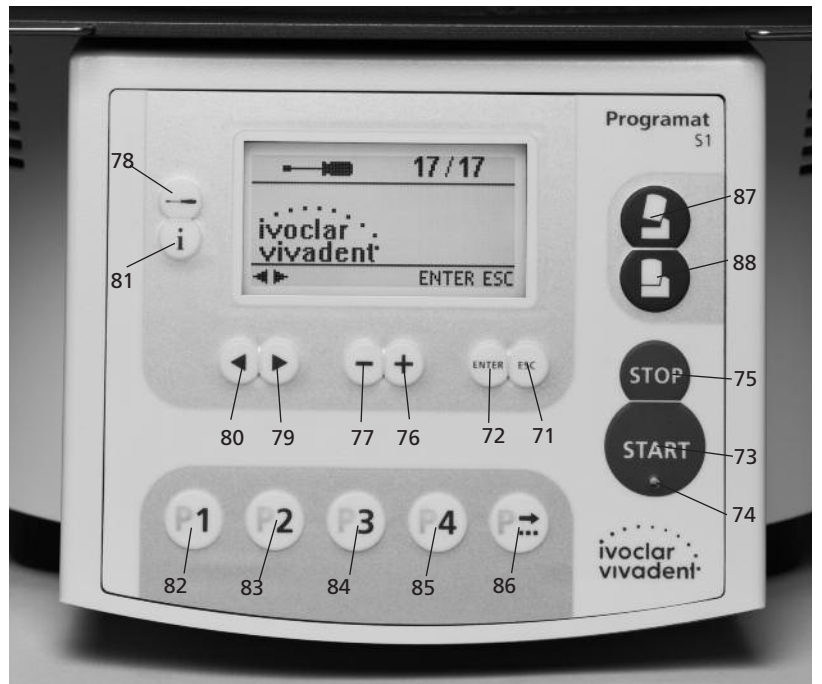 Programat
S1
78
17/17
87
i
81
ivoclar
vivadent
ENTER ESC
88
- +
ENTER ESC
STOP
75
80 79 77 76 72 71
START
73
74
P1 P2 P3 P4 P...
82 83 84 85 86
ivoclar
vivadent